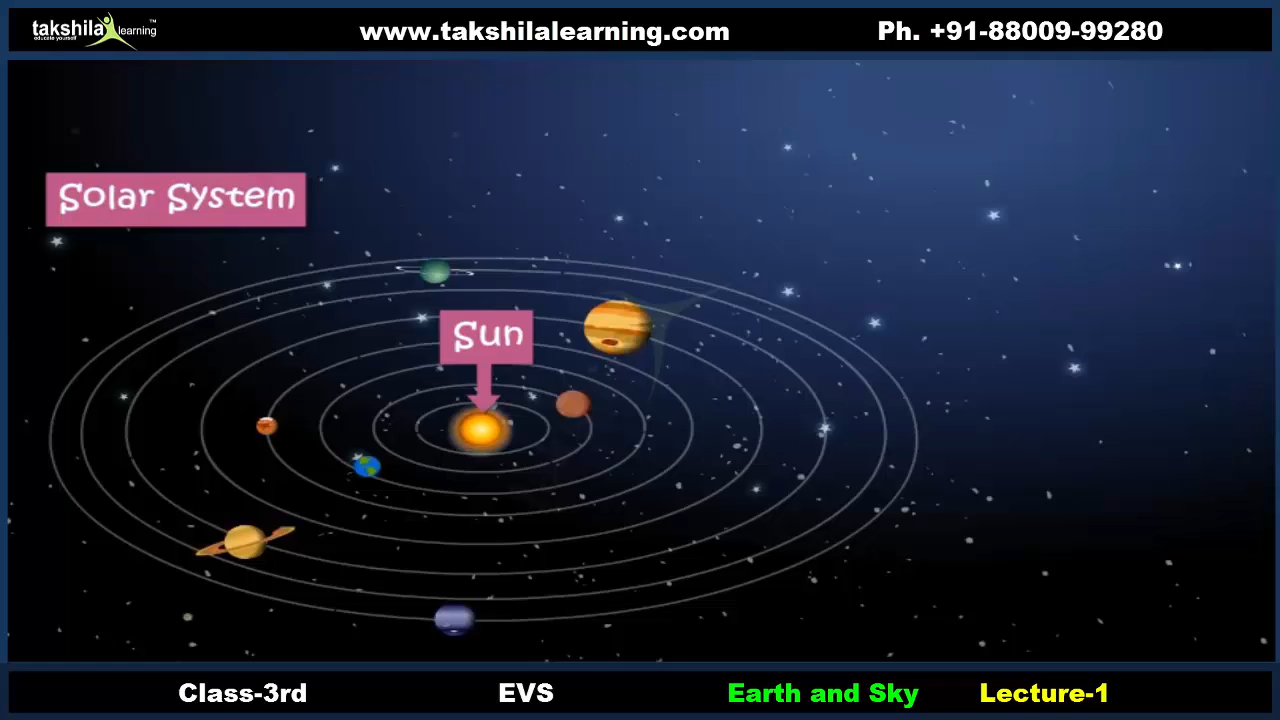 takshila learning TM
educate yourself
www.takshilalearning.com
Ph. +91-88009-99280
Solar System
Sun
Class-3rd
EVS
Earth and Sky
Lecture-1